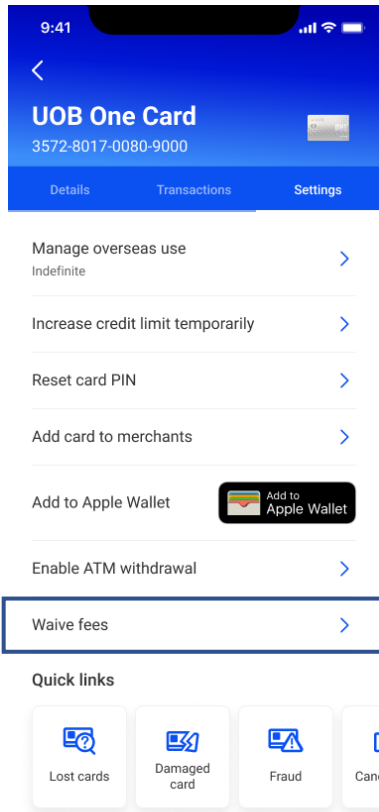 9:41
UOB One Card
3572-8017-0080-9000
Details Transactions Settings
Manage overseas use
Indefinite
Increase credit limit temporarily
Reset card PIN
Add card to merchants
Add to Apple Wallet
Add to
Apple Wallet
Enable ATM withdrawal
Waive fees
Quick links
Lost cards
Damaged
card
Fraud